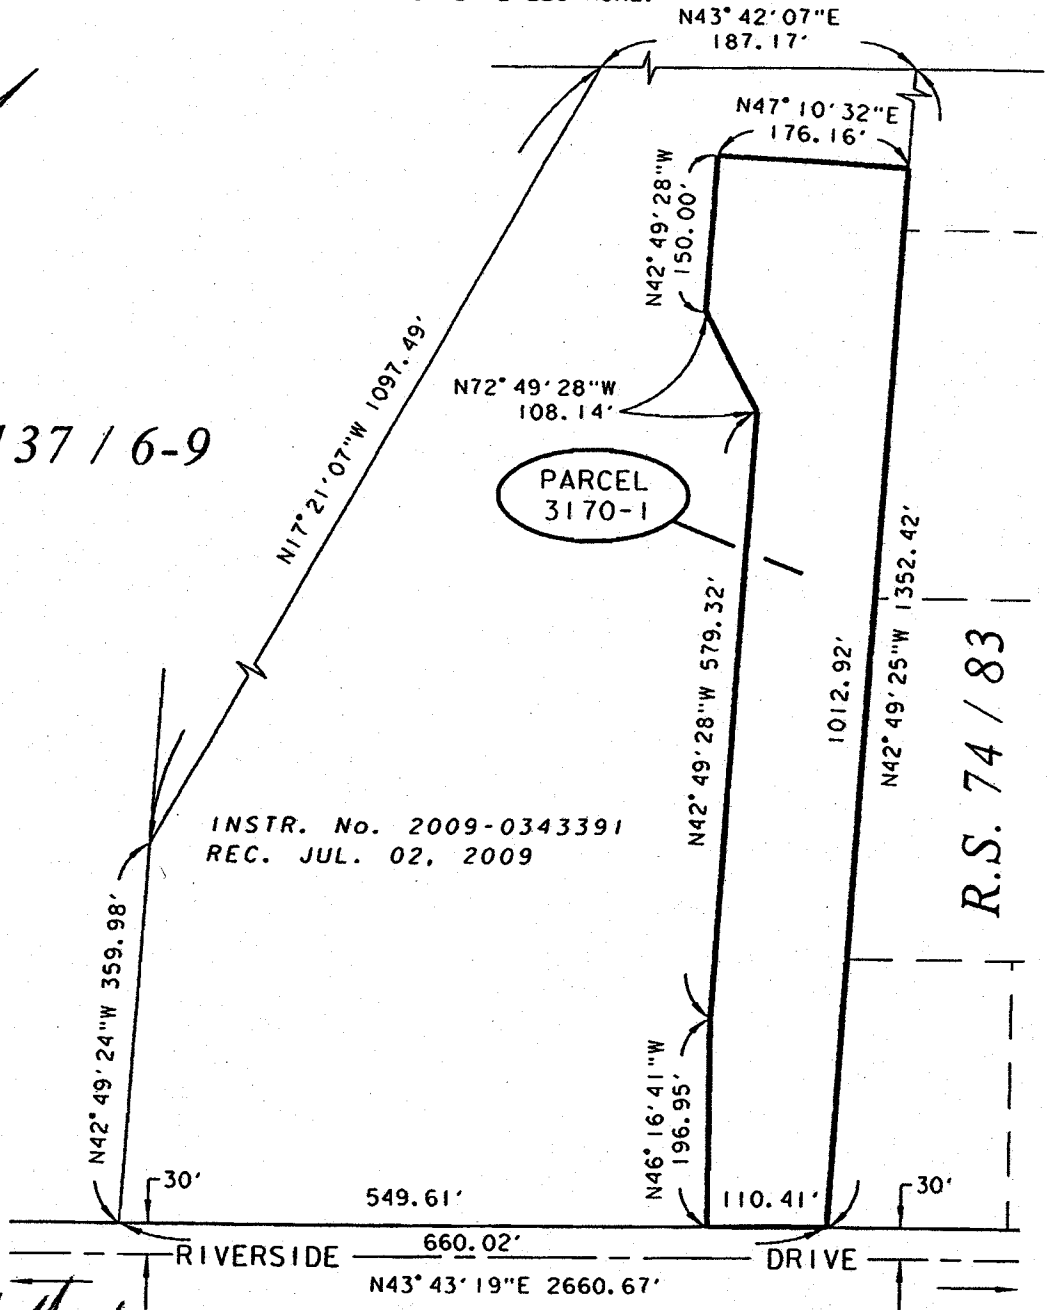 N43°42'07"E
187.17'
N47°10'32"E
176.16'
N42°49'28"W
150.00'
N17°21'07"W 1097.49'
N72°49'28"W
108.14'
137 / 6-9
PARCEL
3170-1
N42°49'28"W 579.32'
1012.92'
N42°49'25"W 1352.42'
R.S. 74 / 83
INSTR. No. 2009-0343391
REC. JUL. 02, 2009
N42°49'24"W 359.98'
N46°16'41"W
196.95'
30'
549.61'
110.41'
30'
RIVERSIDE
660.02'
DRIVE
N43°43'19"E 2660.67'